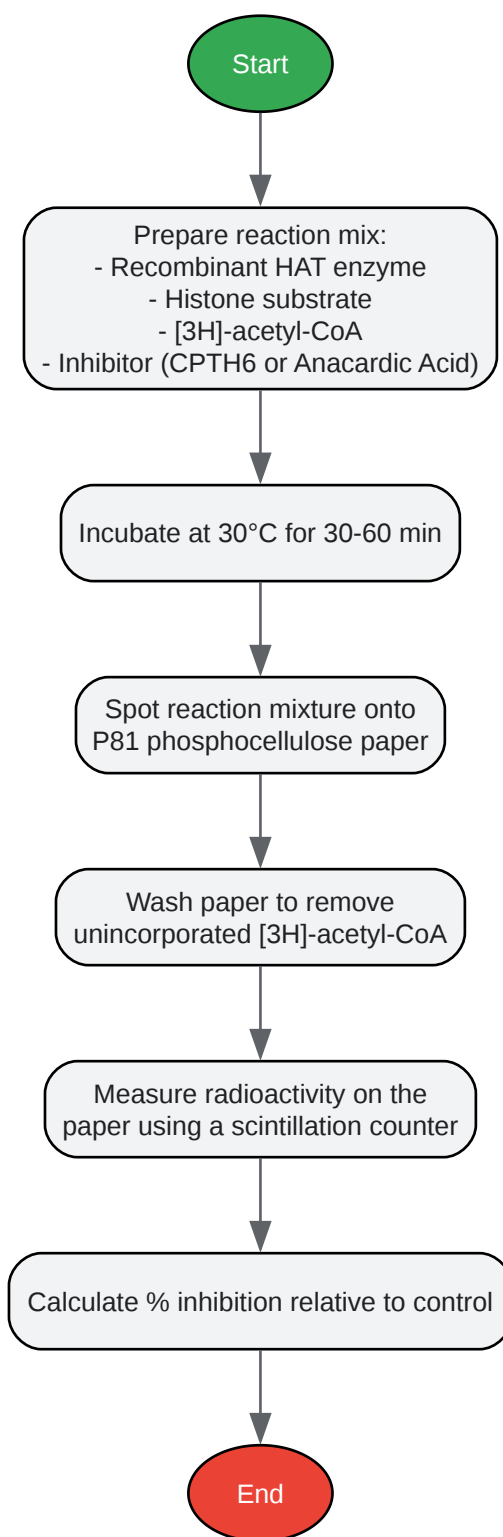 Start
Prepare reaction mix:
- Recombinant HAT enzyme
- Histone substrate
- [3H]-acetyl-CoA
- Inhibitor (CPTH6 or Anacardic Acid)
Incubate at 30°C for 30-60 min
Spot reaction mixture onto
P81 phosphocellulose paper
Wash paper to remove
unincorporated [3H]-acetyl-CoA
Measure radioactivity on the
paper using a scintillation counter
Calculate % inhibition relative to control
End